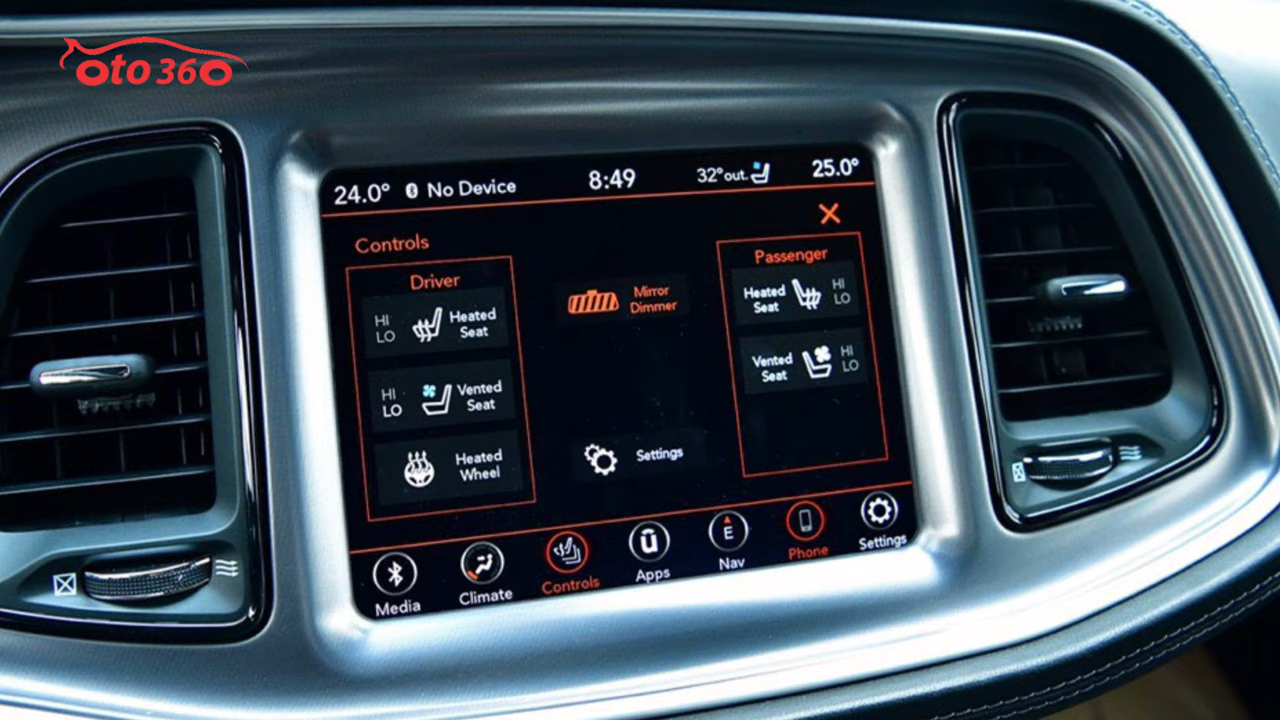 oto 360
24.0° No Device 8:49 32° out. 25.0°
Controls
Driver
HI
LO
Heated
Seat
HI
LO
Vented
Seat
Heated
Wheel
Mirror
Dimmer
Settings
Passenger
Heated
Seat
HI
LO
Vented
Seat
HI
LO
Media
Climate
Controls
Apps
E
Nav
Phone
Settings